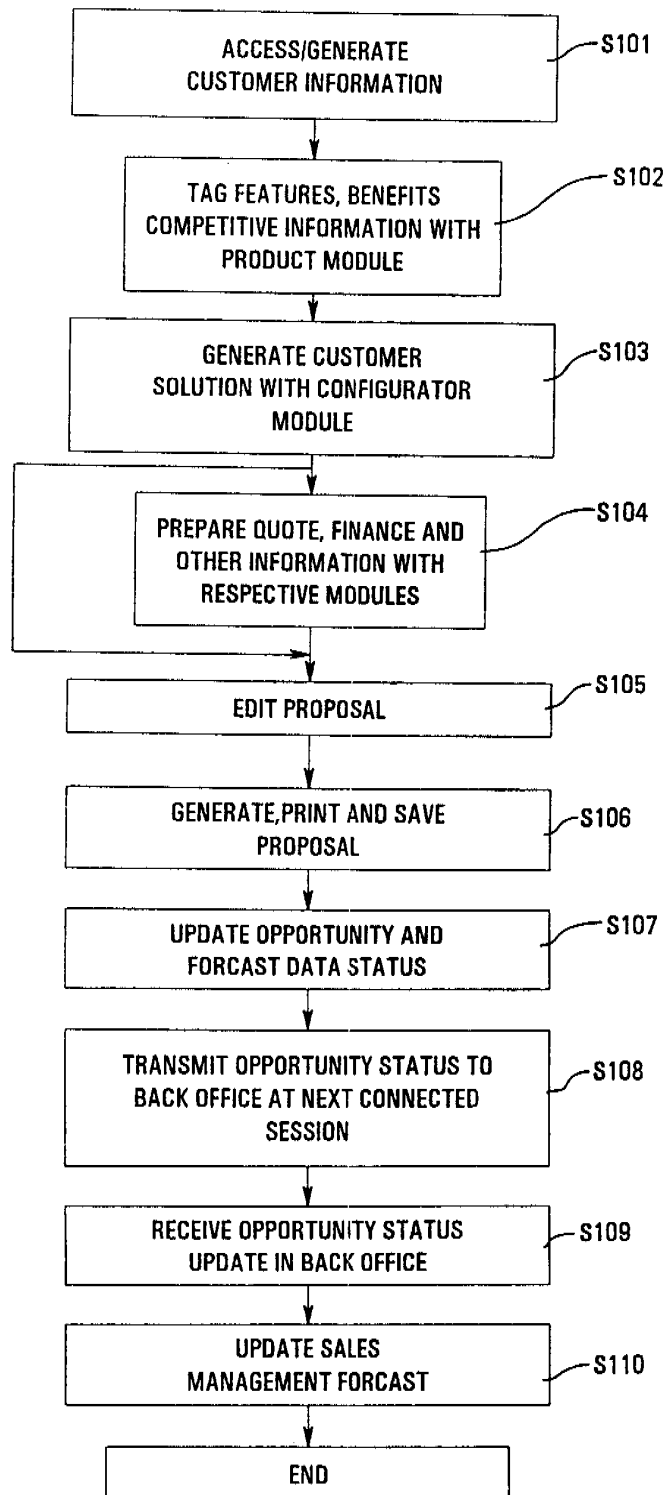 ACCESS/GENERATE
CUSTOMER INFORMATION
S101
TAG FEATURES, BENEFITS
COMPETITIVE INFORMATION WITH
PRODUCT MODULE
S102
GENERATE CUSTOMER
SOLUTION WITH CONFIGURATOR
MODULE
S103
PREPARE QUOTE, FINANCE AND
OTHER INFORMATION WITH
RESPECTIVE MODULES
S104
EDIT PROPOSAL
S105
GENERATE,PRINT AND SAVE
PROPOSAL
S106
UPDATE OPPORTUNITY AND
FORCAST DATA STATUS
S107
TRANSMIT OPPORTUNITY STATUS TO
BACK OFFICE AT NEXT CONNECTED
SESSION
S108
RECEIVE OPPORTUNITY STATUS
UPDATE IN BACK OFFICE
S109
UPDATE SALES
MANAGEMENT FORCAST
S110
END